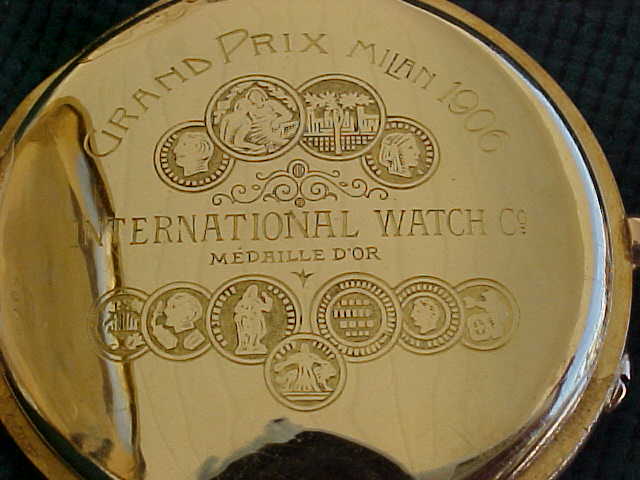 GRAND PRIX MILAN 1906
INTERNATIONAL WATCH Co
MÉDAILLE D'OR